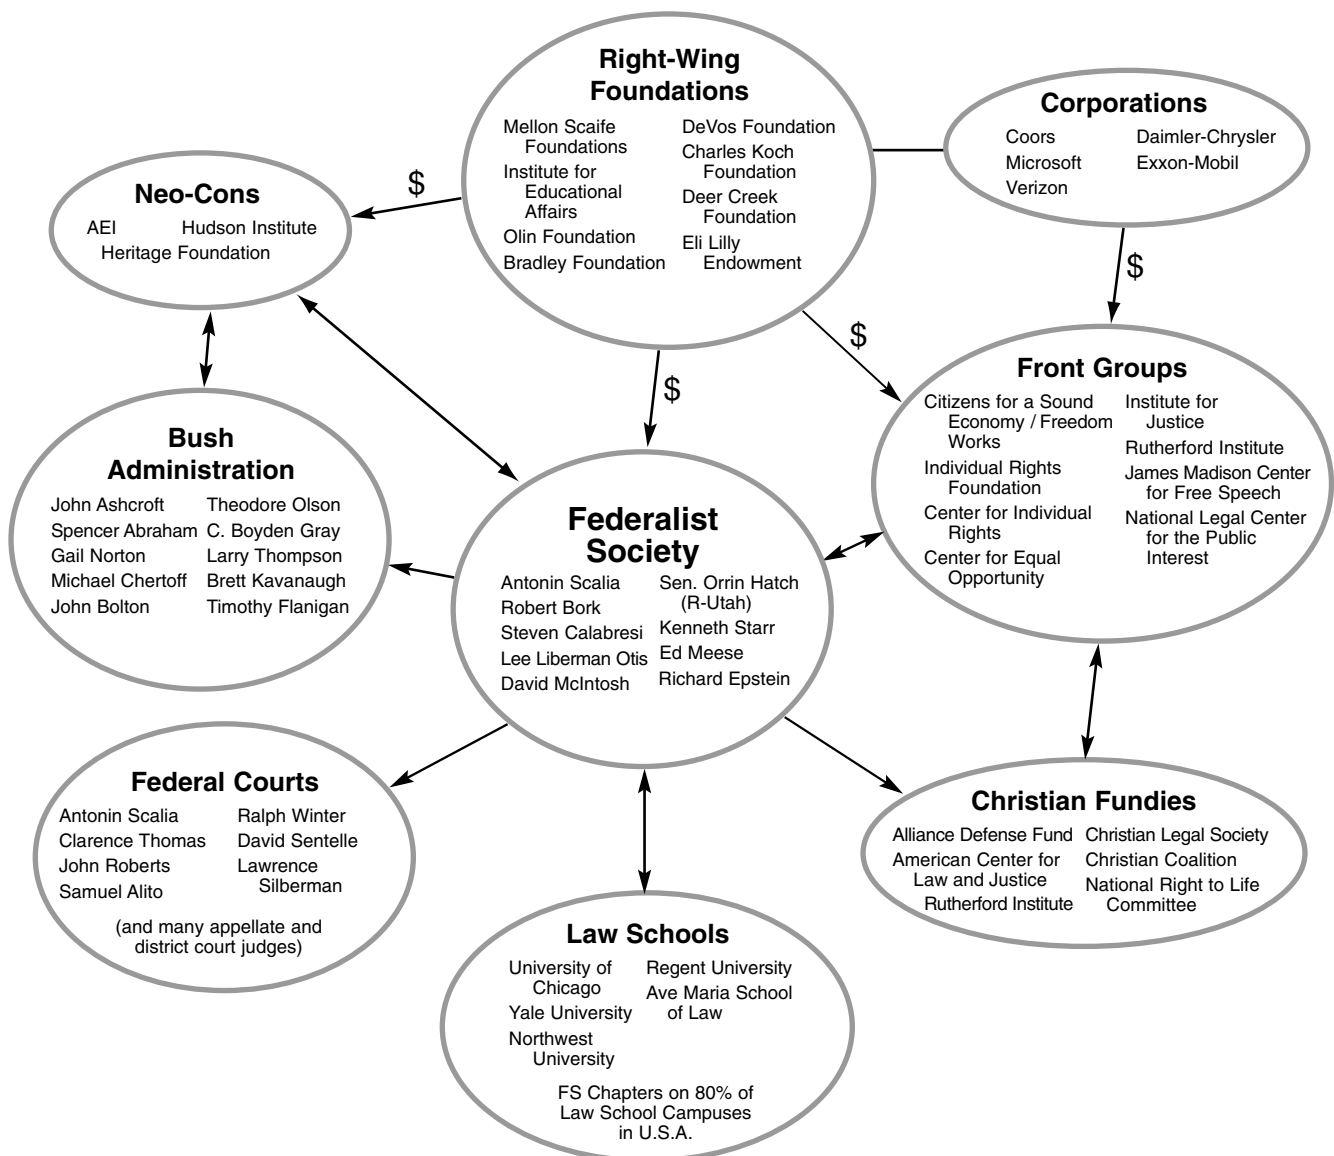 Right-Wing
Foundations
Mellon Scaife
Foundations
Institute for
Educational
Affairs
Olin Foundation
Bradley Foundation
DeVos Foundation
Charles Koch
Foundation
Deer Creek
Foundation
Eli Lilly
Endowment
Corporations
Coors
Microsoft
Verizon
Daimler-Chrysler
Exxon-Mobil
$
Neo-Cons
AEI
Hudson Institute
Heritage Foundation
$
$
$
Front Groups
Citizens for a Sound
Economy / Freedom
Works
Individual Rights
Foundation
Center for Individual
Rights
Center for Equal
Opportunity
Institute for
Justice
Rutherford Institute
James Madison Center
for Free Speech
National Legal Center
for the Public
Interest
Bush
Administration
John Ashcroft
Spencer Abraham
Gail Norton
Michael Chertoff
John Bolton
Theodore Olson
C. Boyden Gray
Larry Thompson
Brett Kavanaugh
Timothy Flanigan
Federalist
Society
Antonin Scalia
Robert Bork
Steven Calabresi
Lee Liberman Otis
David McIntosh
Sen. Orrin Hatch
(R-Utah)
Kenneth Starr
Ed Meese
Richard Epstein
Federal Courts
Antonin Scalia
Clarence Thomas
John Roberts
Samuel Alito
Ralph Winter
David Sentelle
Lawrence
Silberman
(and many appellate and
district court judges)
Christian Fundies
Alliance Defense Fund
American Center for
Law and Justice
Rutherford Institute
Christian Legal Society
Christian Coalition
National Right to Life
Committee
Law Schools
University of
Chicago
Yale University
Northwest
University
Regent University
Ave Maria School
of Law
FS Chapters on 80% of
Law School Campuses
in U.S.A.